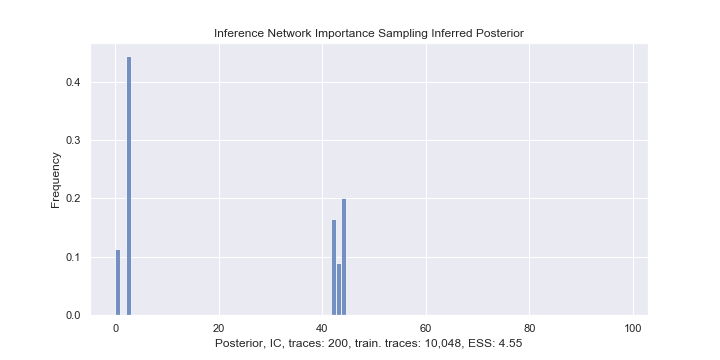 Inference Network Importance Sampling Inferred Posterior
Frequency
0.4
0.3
0.2
0.1
0.0
0 20 40 60 80 100
Posterior, IC, traces: 200, train. traces: 10,048, ESS: 4.55